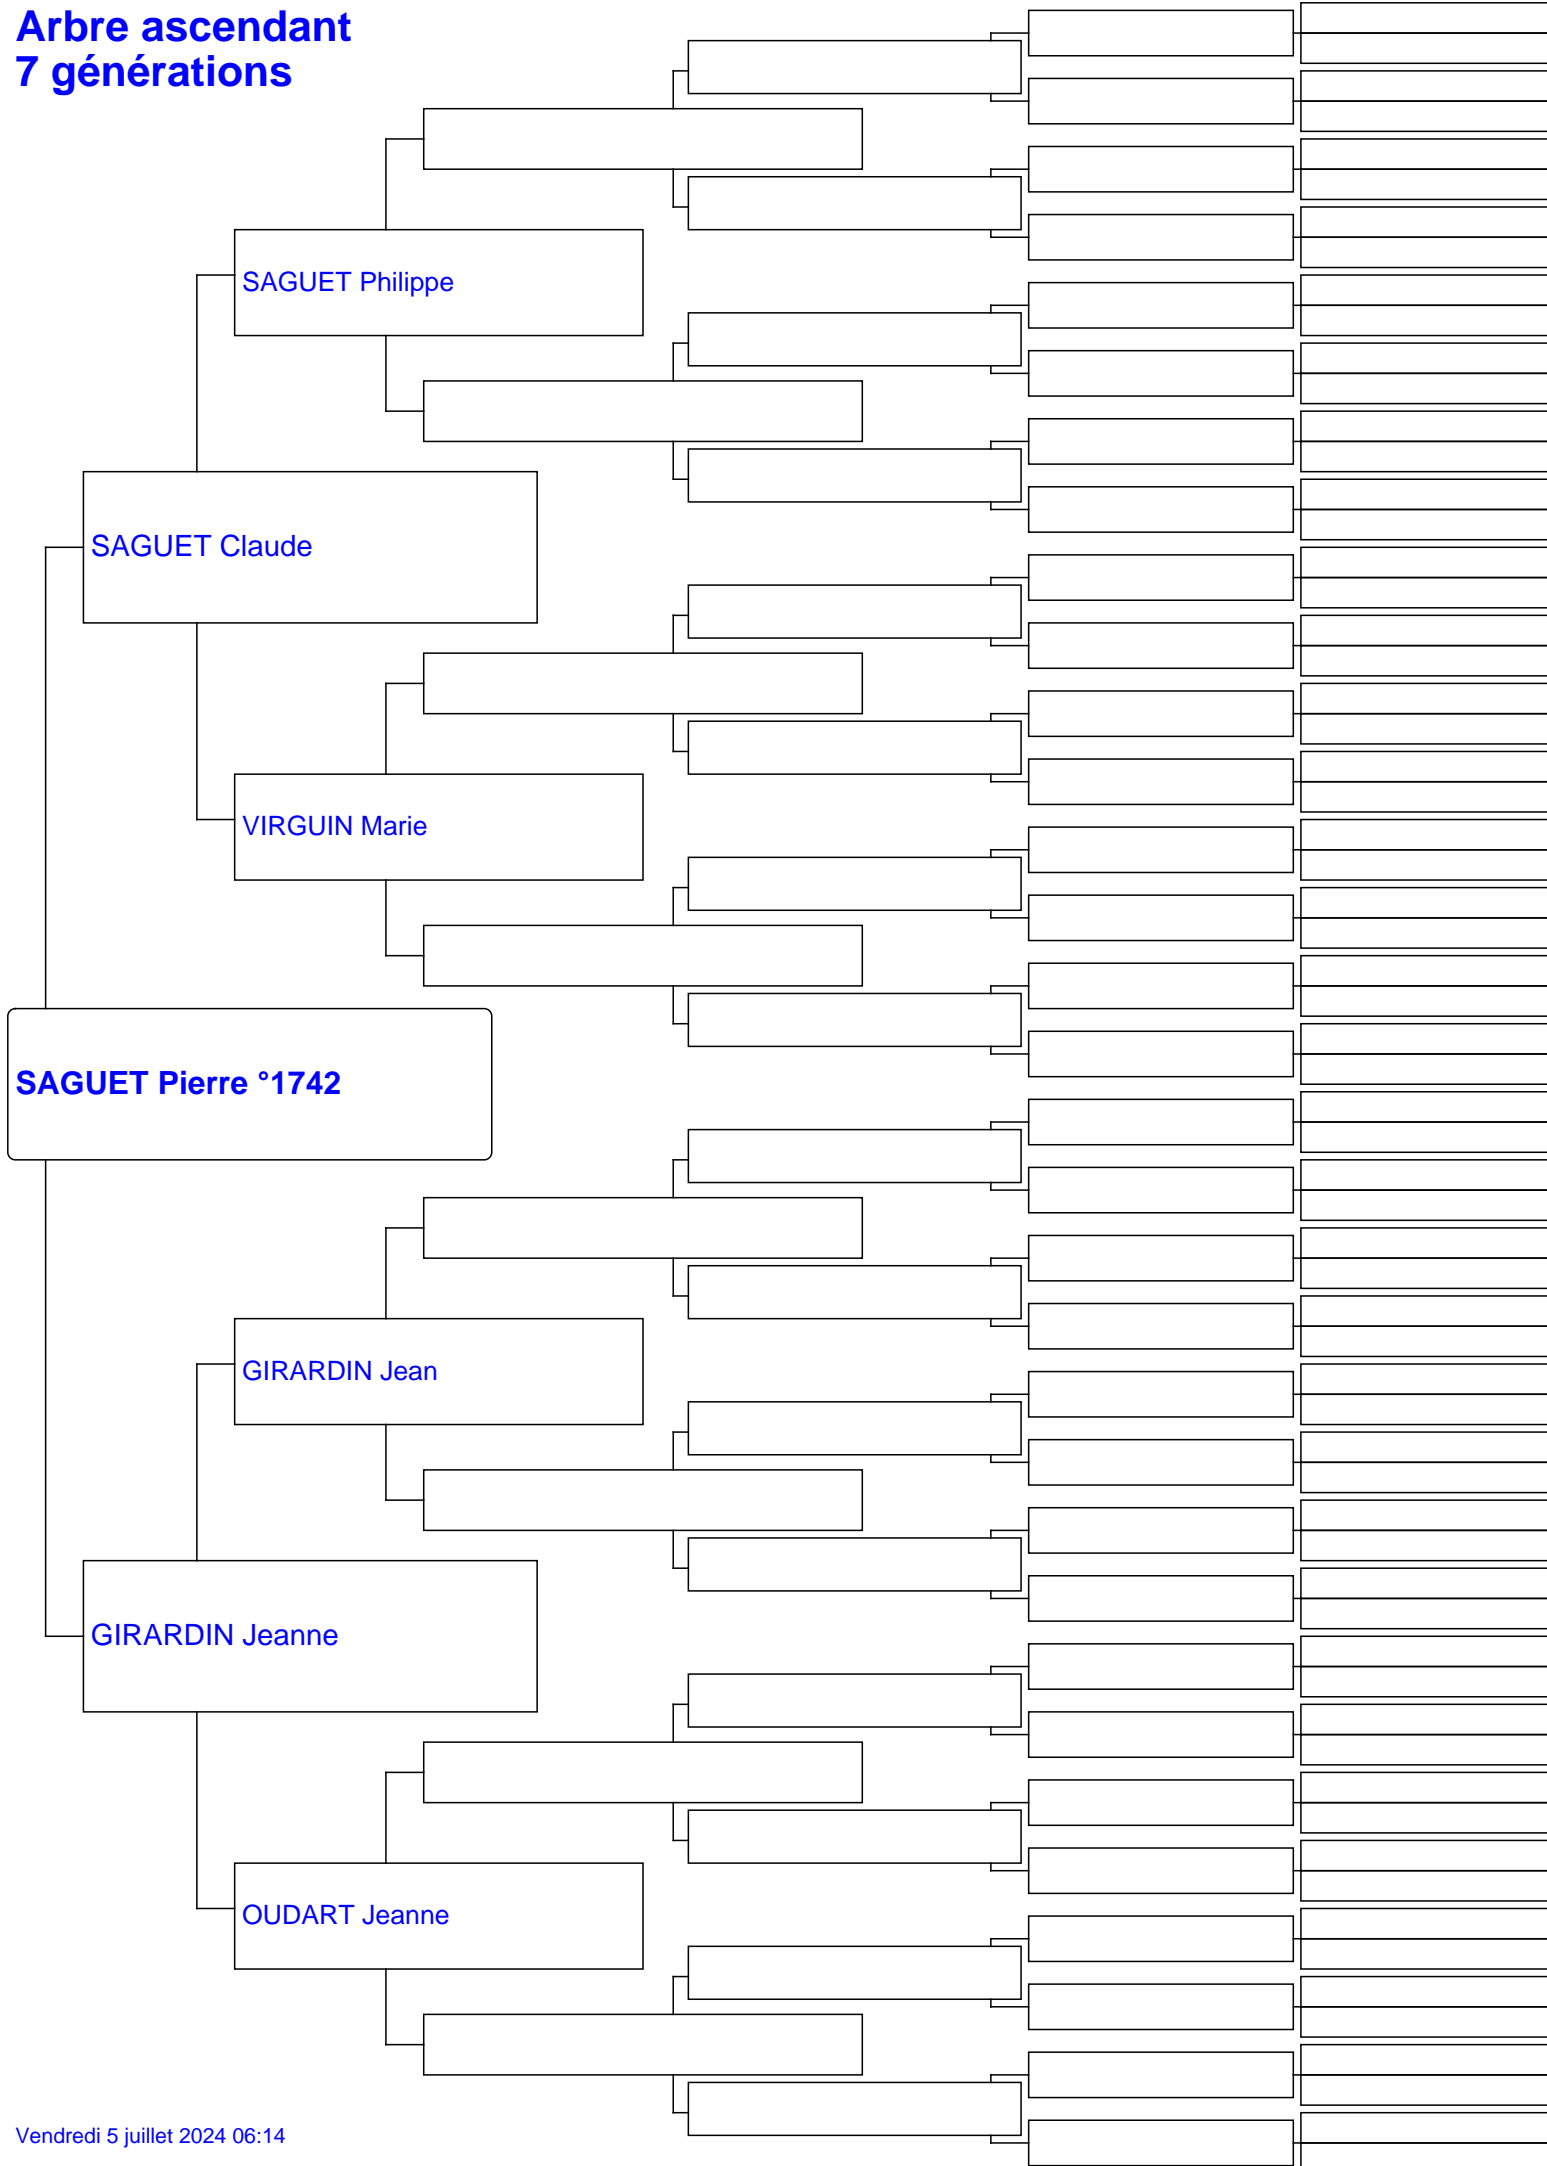 Arbre ascendant
7 générations
SAGUET Philippe
SAGUET Claude
VIRGUIN Marie
SAGUET Pierre °1742
GIRARDIN Jean
GIRARDIN Jeanne
OUDART Jeanne
Vendredi 5 juillet 2024 06:14